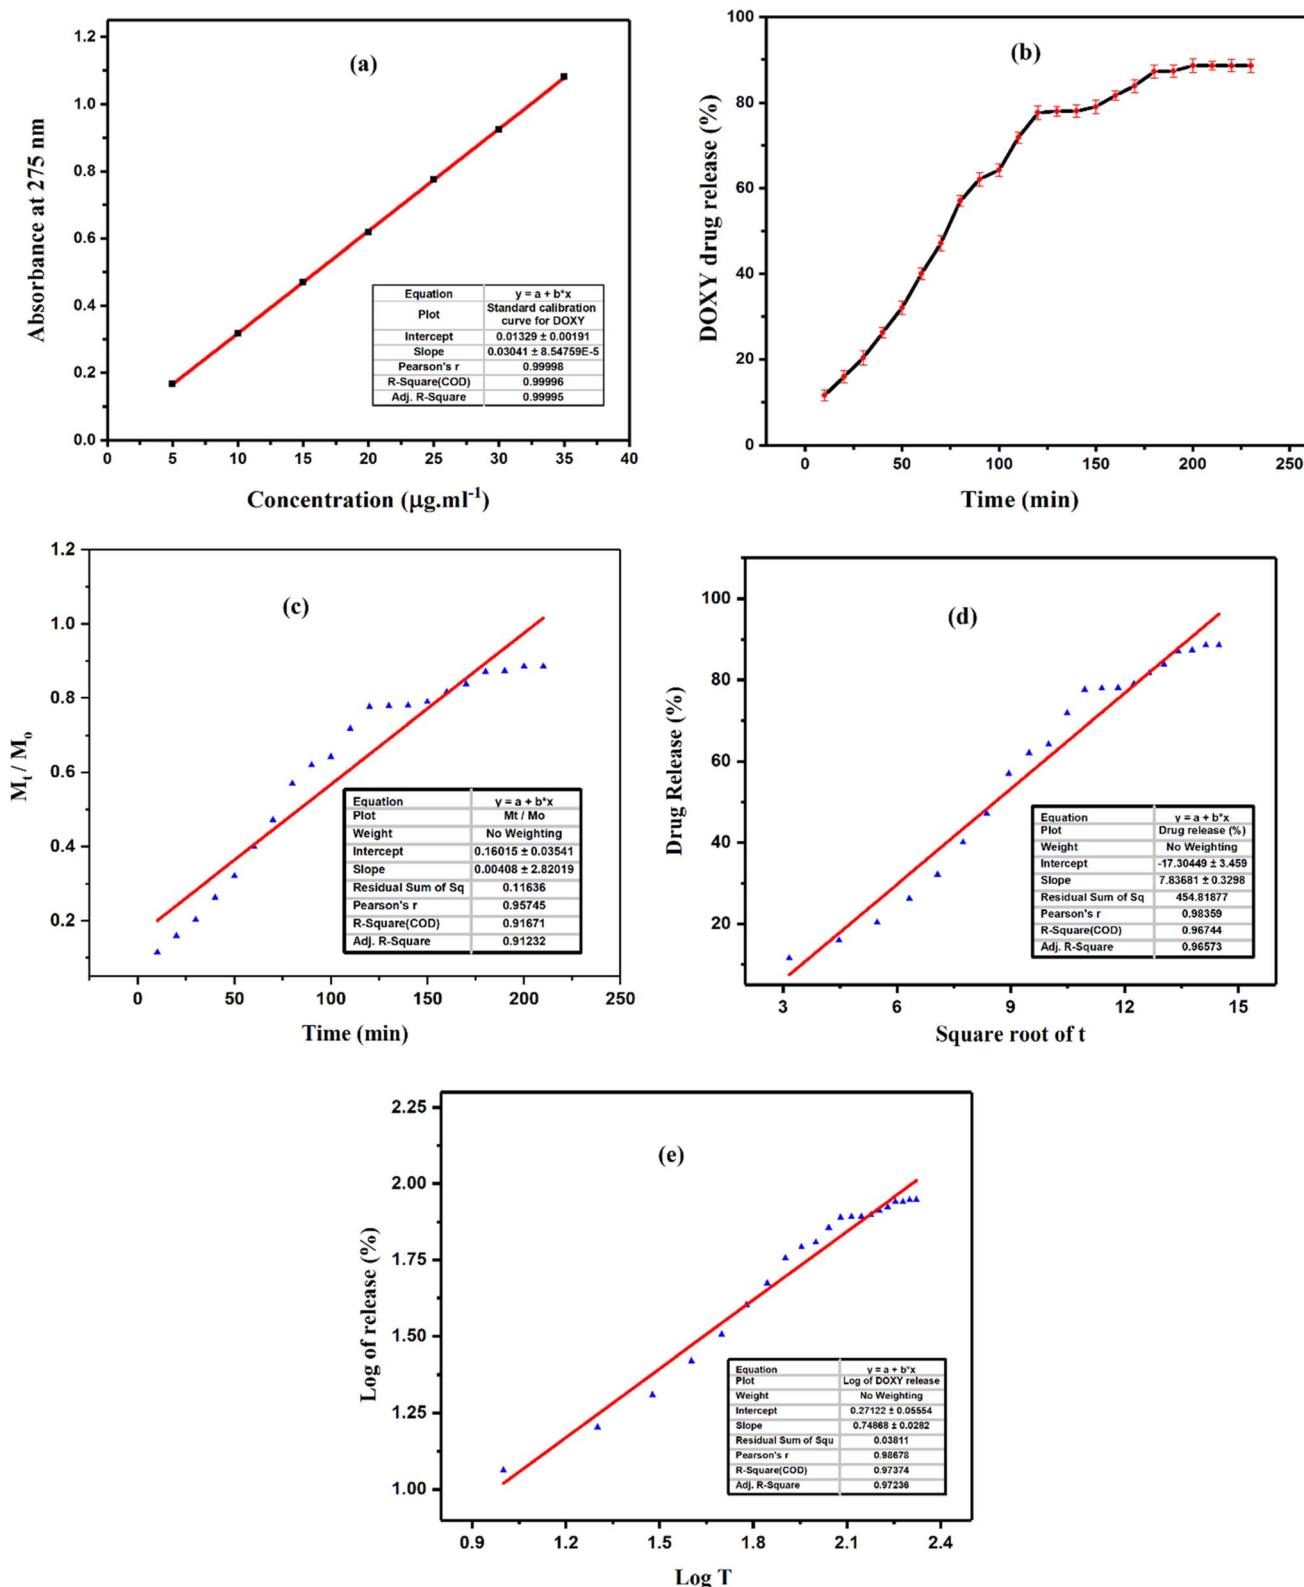 (a)
1.2
1.0
0.8
0.6
0.4
0.2
0.0
Absorbance at 275 nm
0 5 10 15 20 25 30 35 40
Concentration (μg.ml-1)
Equation y = a + b*x
Plot Standard calibration
curve for DOXY
Intercept 0.01329 ± 0.00191
Slope 0.03041 ± 8.54759E-5
Pearson's r 0.99998
R-Square(COD) 0.99996
Adj. R-Square 0.99995
(b)
100
80
60
40
20
0
DOXY drug release (%)
0 50 100 150 200 250
Time (min)
(c)
1.2
1.0
0.8
0.6
0.4
0.2
Mt / Mo
0 50 100 150 200 250
Time (min)
Equation y = a + b*x
Plot Mt / Mo
Weight No Weighting
Intercept 0.16015 ± 0.03541
Slope 0.00408 ± 2.82019
Residual Sum of Sq 0.11636
Pearson's r 0.95745
R-Square(COD) 0.91671
Adj. R-Square 0.91232
(d)
100
80
60
40
20
Drug Release (%)
3 6 9 12 15
Square root of t
Equation y = a + b*x
Plot Drug release (%)
Weight No Weighting
Intercept -17.30449 ± 3.459
Slope 7.83681 ± 0.3298
Residual Sum of Sq 454.81877
Pearson's r 0.98359
R-Square(COD) 0.96744
Adj. R-Square 0.96573
(e)
2.25
2.00
1.75
1.50
1.25
1.00
Log of release (%)
0.9 1.2 1.5 1.8 2.1 2.4
Log T
Equation y = a + b*x
Plot Log of DOXY release
Weight No Weighting
Intercept 0.27122 ± 0.05554
Slope 0.74868 ± 0.0282
Residual Sum of Squ 0.03811
Pearson's r 0.98678
R-Square(COD) 0.97374
Adj. R-Square 0.97236